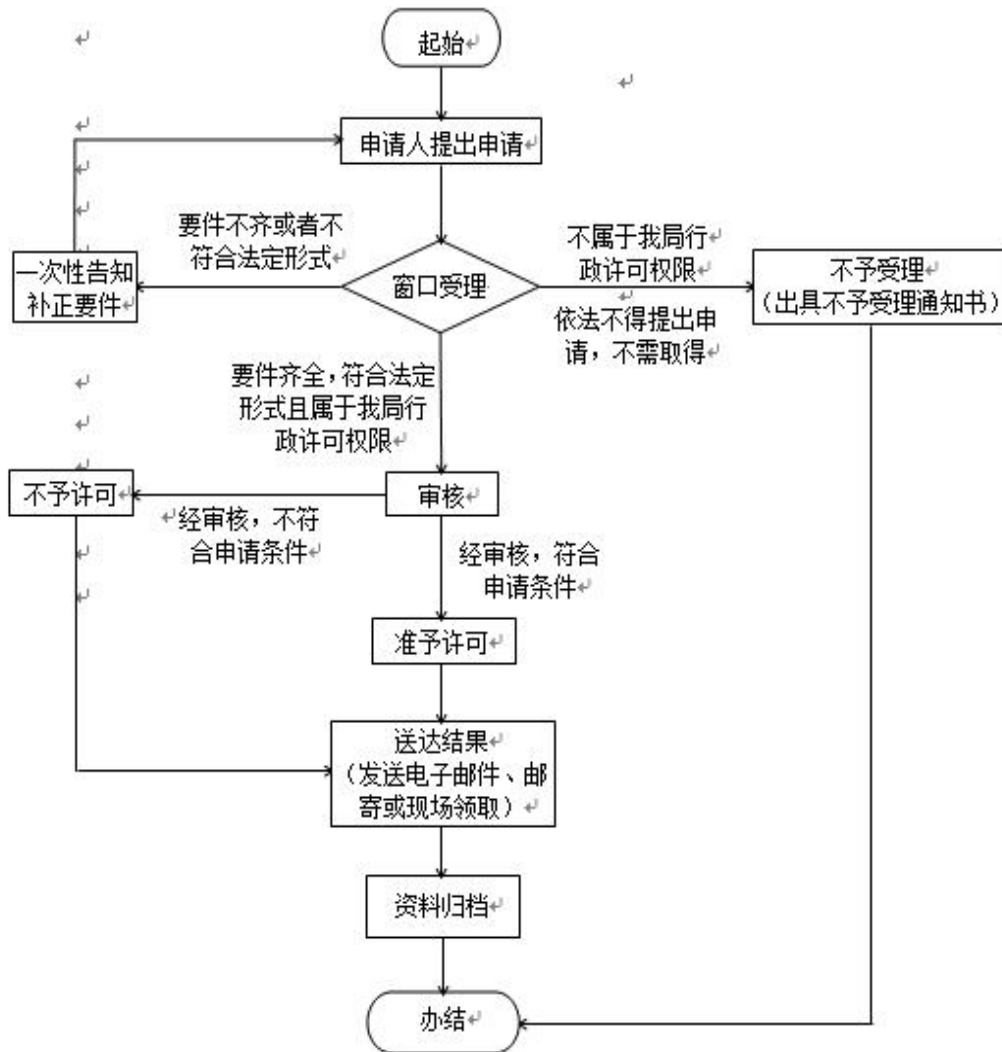 起始
申请人提出申请
要件不齐或者不
符合法定形式
不属于我局行
政许可权限
一次性告知
补正要件
窗口受理
不予受理
（出具不予受理通知书）
依法不得提出申
请，不需取得
要件齐全，符合法定
形式且属于我局行
政许可权限
不予许可
审核
经审核，不符
合申请条件
经审核，符合
申请条件
准予许可
送达结果
（发送电子邮件、邮
寄或现场领取）
资料归档
办结